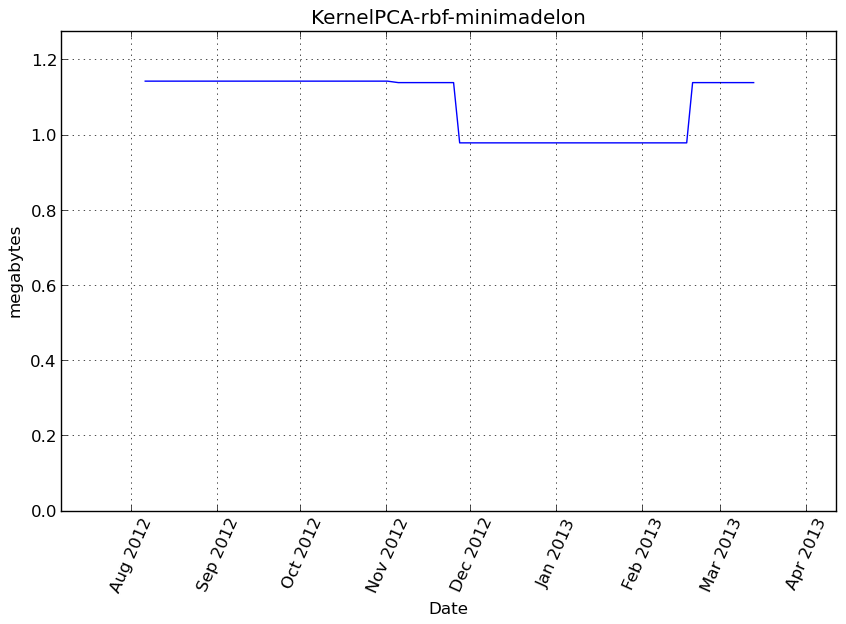 KernelPCA-rbf-minimadelon
1.2
1.0
0.8
0.6
0.4
0.2
0.0
megabytes
Aug 2012
Sep 2012
Oct 2012
Nov 2012
Dec 2012
Jan 2013
Feb 2013
Mar 2013
Apr 2013
Date